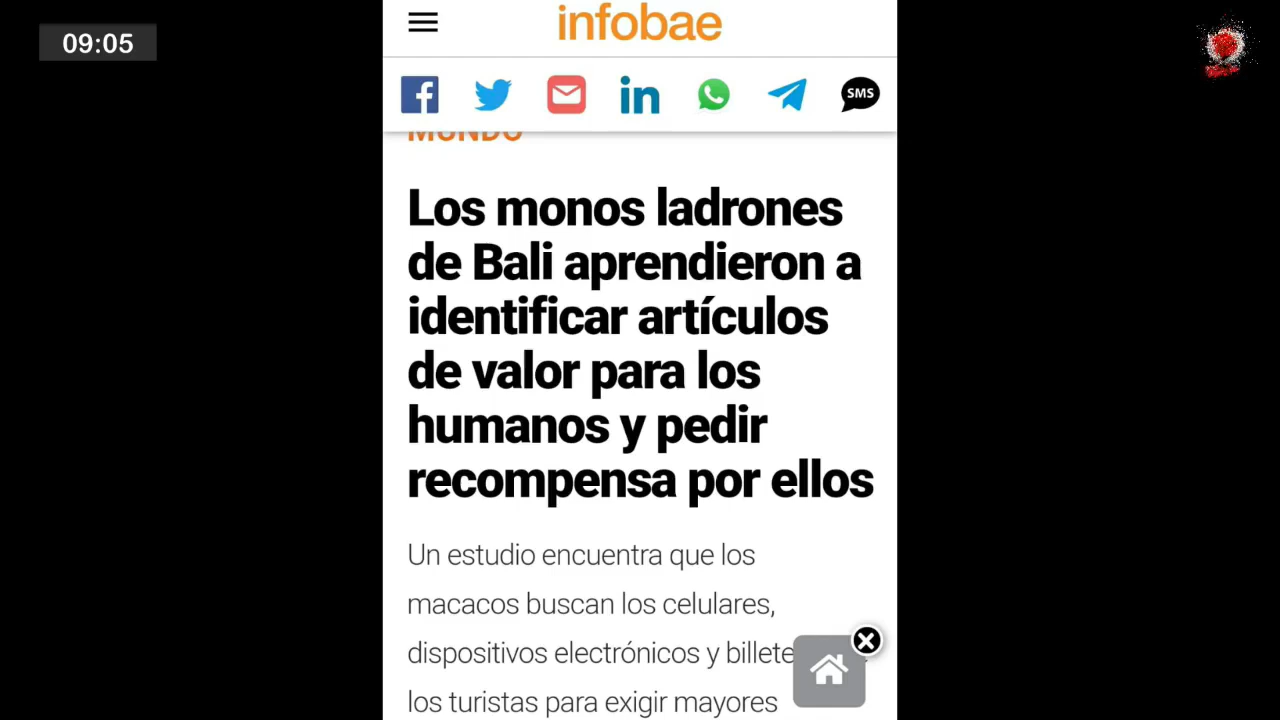 09:05
infobae
SMS
MUNDO
Los monos ladrones
de Bali aprendieron a
identificar artículos
de valor para los
humanos y pedir
recompensa por ellos
Un estudio encuentra que los
macacos buscan los celulares,
dispositivos electrónicos y
los turistas para exigir mayores